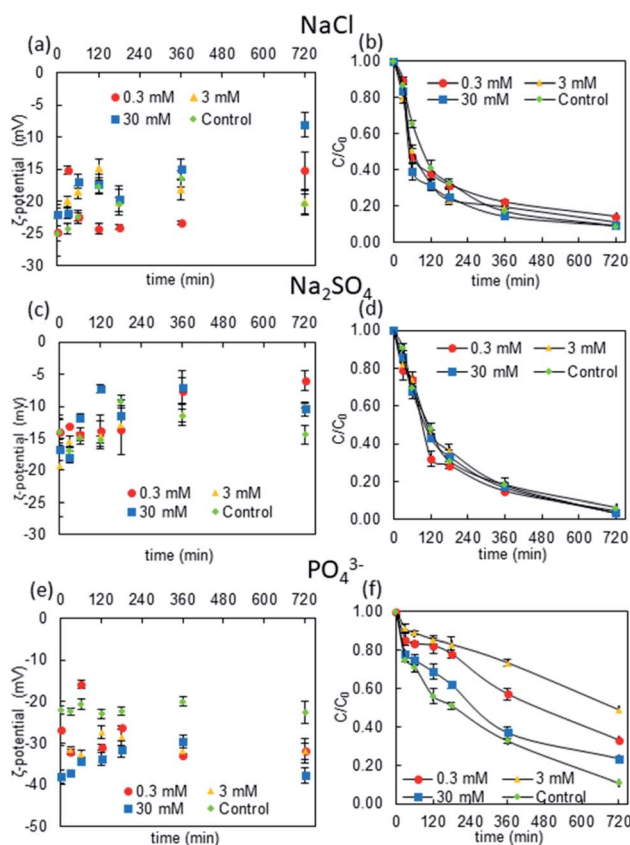 NaCl
(a)
0 120 240 360 480 600 720
0
-5
-10
-15
-20
-25
-30
ζ-potential (mV)
0.3 mM
3 mM
30 mM
Control
time (min)
(b)
1.00
0.80
0.60
0.40
0.20
0.00
C/C0
0.3 mM
3 mM
30 mM
Control
0 120 240 360 480 600 720
time (min)
Na2SO4
(c)
0 120 240 360 480 600 720
0
-5
-10
-15
-20
-25
-30
ζ-potential (my)
0.3 mM
3 mM
30 mM
Control
time (min)
(d)
1.00
0.80
0.60
0.40
0.20
0.00
C/C0
0.3 mM
3 mM
30 mM
Control
0 120 240 360 480 600 720
time (min)
PO4 3-
(e)
0 120 240 360 480 600 720
0
-10
-20
-30
-40
-50
ζ-potential (mV)
0.3 mM
3 mM
30 mM
Control
time (min)
(f)
1.00
0.80
0.60
0.40
0.20
0.00
C/C0
0.3 mM
3 mM
30 mM
Control
0 120 240 360 480 600 720
time (min)